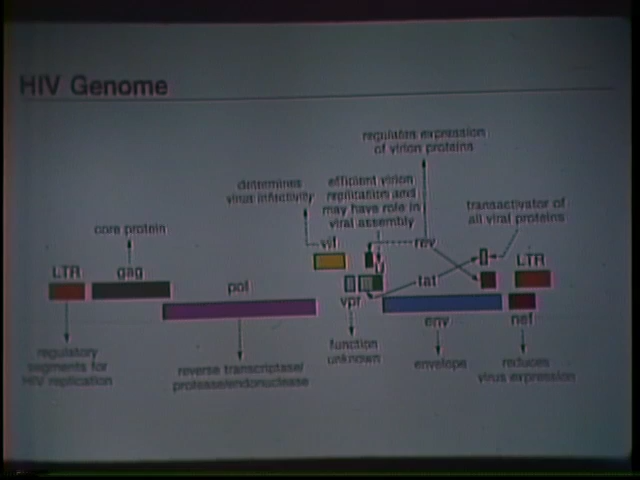 HIV Genome
regulates expression
of virion proteins
determines
virus infectivity
efficient virion
replication and
may have role in
viral assembly
transactivator of
all viral proteins
core protein
vif
rev
LTR
gag
pol
vpr
tat
LTR
env
nef
regulatory
segments for
HIV replication
reverse transcriptase/
protease/endonuclease
function
unknown
envelope
reduces
virus expression